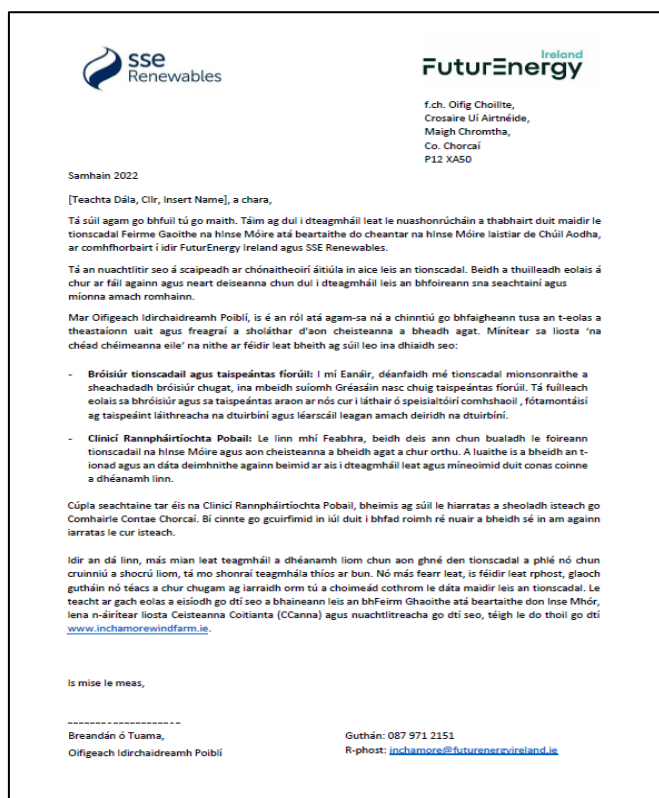 sse
Renewables
Ireland
FuturEnergy
f.ch. Oifig Choillte,
Crosaire Uí Airtnéide,
Maigh Chromtha,
Co. Chorcaí
P12 XA50
Samhain 2022
[Teachta Dála, Cllr, Insert Name], a chara,
Tá súil agam go bhfuil tú go maith. Táim ag dul i dteagmháil leat le nuashonrúcháin a thabhairt duit maidir le
tionscadal Feirme Gaoithe na hInse Móire atá beartaithe do cheantar na hInse Móire laistiar de Chúil Aodha,
ar comhfhorbairt í idir FuturEnergy Ireland agus SSE Renewables.
Tá an nuachtlitir seo á scaipeadh ar chónaitheoirí áitiúla in aice leis an tionscadal. Beidh a thuilleadh eolais á
chur ar fáil againn agus neart deiseanna chun dul i dteagmháil leis an bhfoireann sna seachtainí agus
míonna amach romhainn.
Mar Oifigeach Idirchaidreamh Poiblí, is é an ról atá agam-sa ná a chinntiú go bhfaigheann tusa an t-eolas a
theastaíonn uait agus freagraí a sholáthar d'aon cheisteanna a bheadh agat. Mínítear sa liosta 'na
chéad chéimeanna eile' na nithe ar féidir leat bheith ag súil leo ina dhiaidh seo:
- Bróisiúr tionscadail agus taispeántas fíorúil: I mí Eanáir, déanfaidh mé tionscadal mionsonraithe a
sheachadadh bróisiúr chugat, ina mbeidh suíomh Gréasáin nasc chuig taispeántas fíorúil. Tá fuílleach
eolais sa bhróisiúr agus sa taispeántas araon ar nós cur i láthair ó speisialtóirí comhshaoil , fótamontáisí
ag taispeáint láithreacha na dtuirbíní agus léarscáil leagan amach deiridh na dtuirbíní.
- Clinicí Rannpháirtíochta Pobail: Le linn mhí Feabhra, beidh deis ann chun bualadh le foireann
tionscadail na hInse Móire agus aon cheisteanna a bheidh agat a chur orthu. A luaithe is a bheidh an t-
ionad agus an dáta deimhnithe againn beimid ar ais i dteagmháil leat agus míneoimid duit conas coinne
a dhéanamh linn.
Cúpla seachtaine tar éis na Clinicí Rannpháirtíochta Pobail, bheimis ag súil le hiarratas a sheoladh isteach go
Comhairle Contae Chorcaí. Bí cinnte go gcuirfimid in iúl duit i bhfad roimh ré nuair a bheidh sé in am againn
iarratas le cur isteach.
Idir an dá linn, más mian leat teagmháil a dhéanamh liom chun aon ghné den tionscadal a phlé nó chun
cruinniú a shocrú liom, tá mo shonraí teagmhála thíos ar bun. Nó más fearr leat, is féidir leat rphost, glaoch
gutháin nó téacs a chur chugam ag iarraidh orm tú a choimeád cothrom le dáta maidir leis an tionscadal. Le
teacht ar gach eolas a eisíodh go dtí seo a bhaineann leis an bhFeirm Ghaoithe atá beartaithe don Inse Mhór,
lena n-áirítear liosta Ceisteanna Coitianta (CCanna) agus nuachtlitreacha go dtí seo, téigh le do thoil go dtí
www.inchamorewindfarm.ie.
Is mise le meas,
Breandán ó Tuama,
Oifigeach Idirchaidreamh Poiblí
Guthán: 087 971 2151
R-phost: inchamore@futurenergyireland.ie